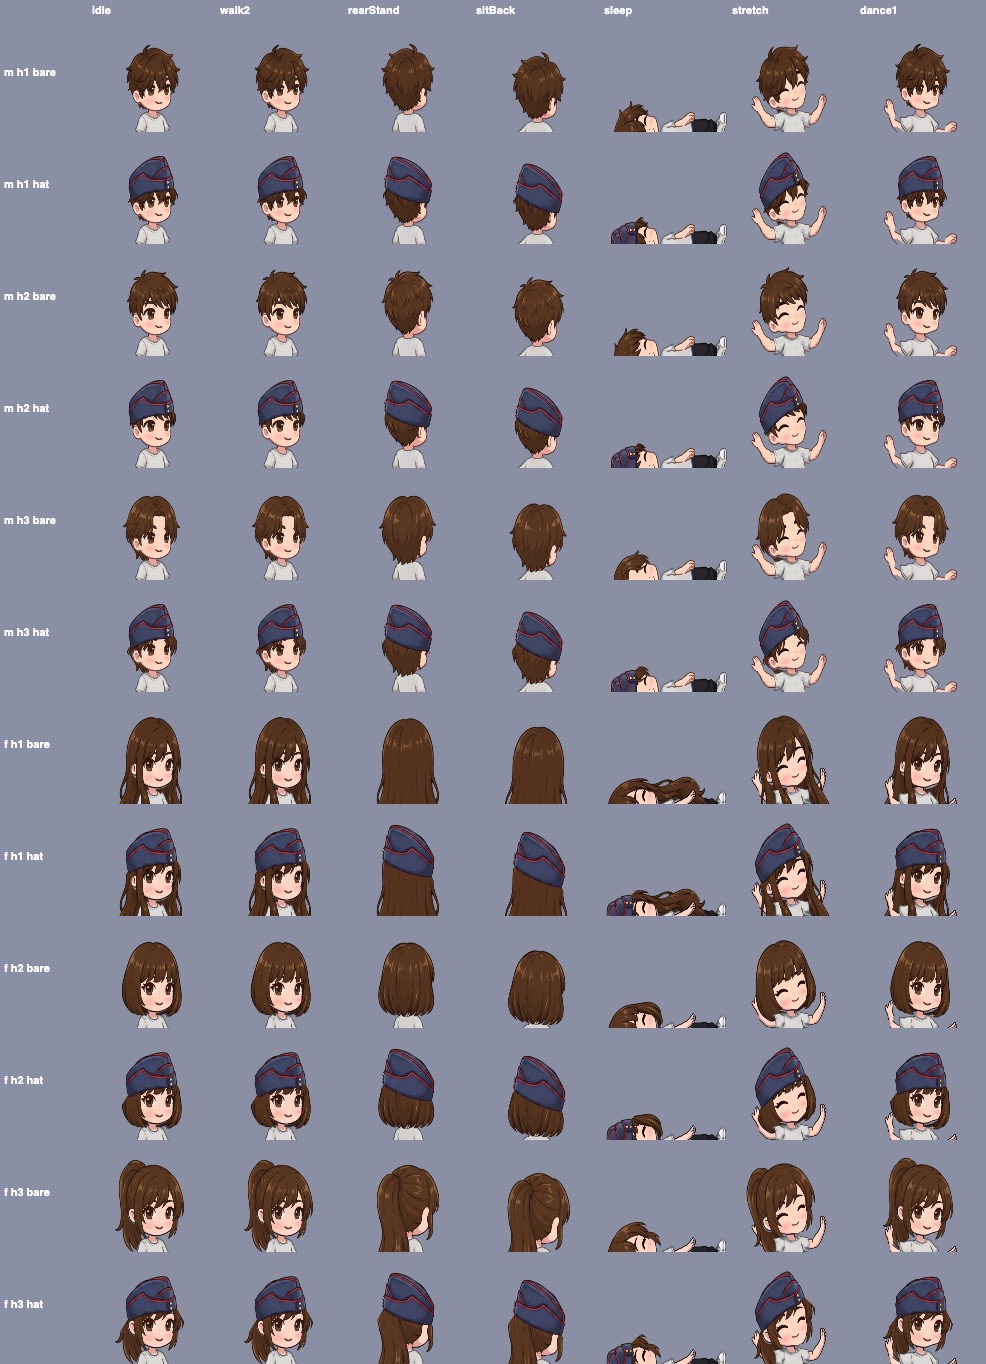 idle walk2 rearStand sitBack sleep stretch dance1
m h1 bare
m h1 hat
m h2 bare
m h2 hat
m h3 bare
m h3 hat
f h1 bare
f h1 hat
f h2 bare
f h2 hat
f h3 bare
f h3 hat